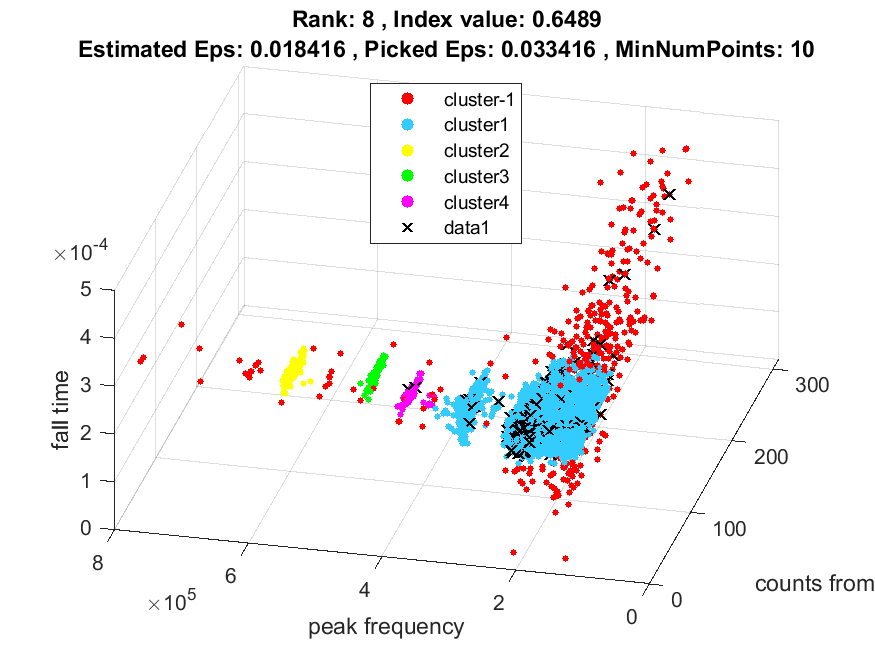 Rank: 8 , Index value: 0.6489
Estimated Eps: 0.018416 , Picked Eps: 0.033416 , MinNumPoints: 10
cluster-1
cluster1
cluster2
cluster3
cluster4
data1
×10-4
5
4
3
2
1
0
fall time
8
6
4
2
0
×105
peak frequency
0
100
200
300
counts from